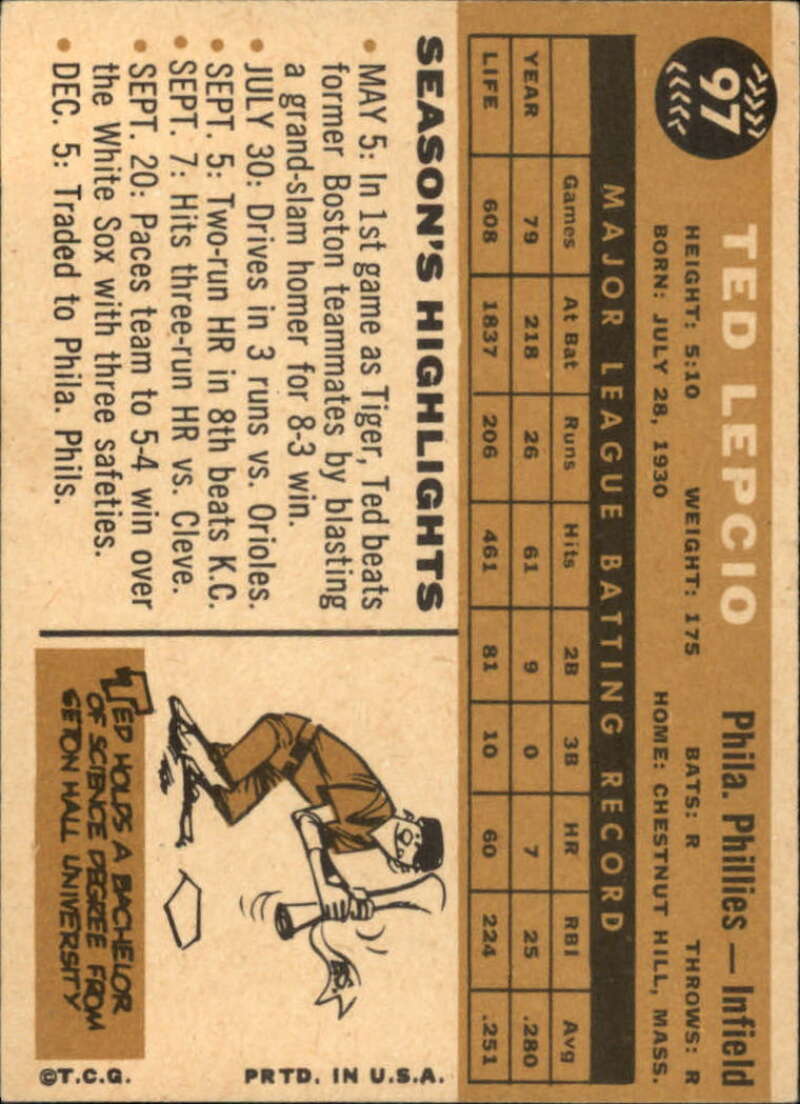 97
TED LEPCIO
Phila. Phillies — Infield
HEIGHT: 5:10 WEIGHT: 175 BATS: R THROWS: R
BORN: JULY 28, 1930 HOME: CHESTNUT HILL, MASS.
MAJOR LEAGUE BATTING RECORD
Games At Bat Runs Hits 2B 3B HR RBI Avg
YEAR 79 218 26 61 9 0 7 25 .280
LIFE 608 1837 206 461 81 10 60 224 .251
SEASON'S HIGHLIGHTS
• MAY 5: In 1st game as Tiger, Ted beats
former Boston teammates by blasting
a grand-slam homer for 8-3 win.
• JULY 30: Drives in 3 runs vs. Orioles.
• SEPT. 5: Two-run HR in 8th beats K.C.
• SEPT. 7: Hits three-run HR vs. Cleve.
• SEPT. 20: Paces team to 5-4 win over
the White Sox with three safeties.
• DEC. 5: Traded to Phila. Phils.
B.S.
TED HOLDS A BACHELOR
OF SCIENCE DEGREE FROM
SETON HALL UNIVERSITY
©T.C.G. PRTD. IN U.S.A.